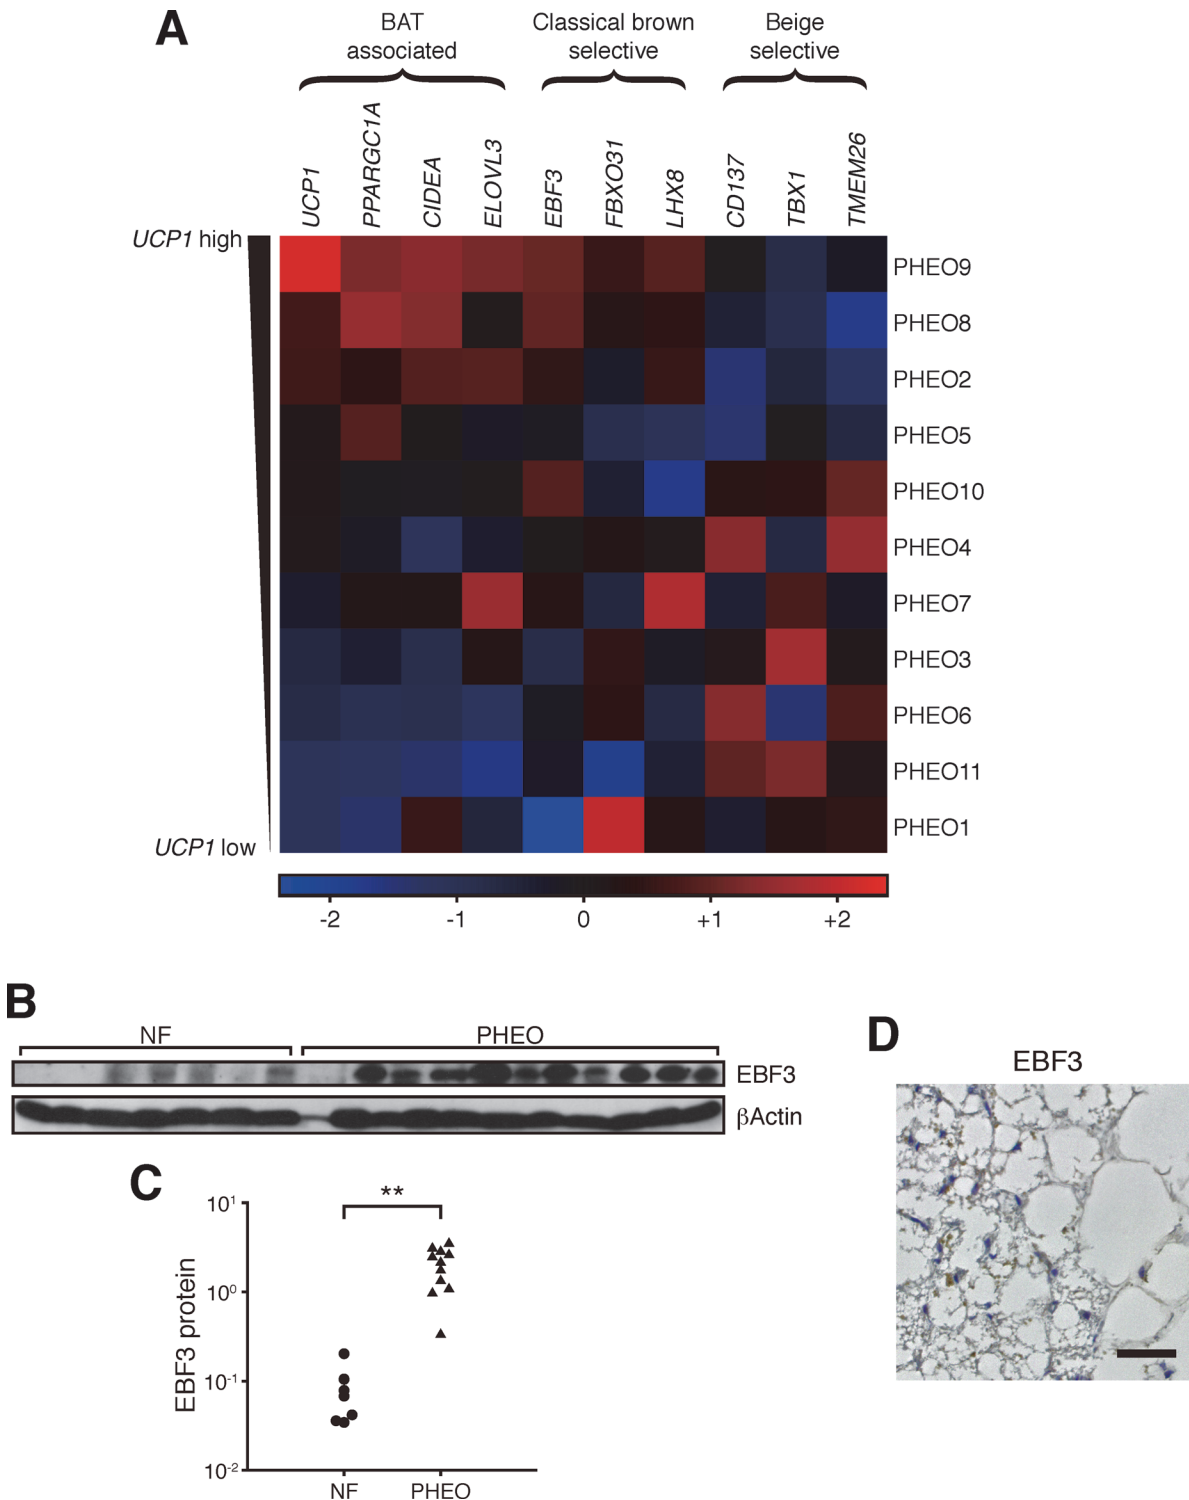 A
BAT
associated
Classical brown
selective
Beige
selective
UCP1
PPARGC1A
CIDEA
ELOVL3
EBF3
FBXO31
LHX8
CD137
TBX1
TMEM26
UCP1 high
UCP1 low
PHEO9
PHEO8
PHEO2
PHEO5
PHEO10
PHEO4
PHEO7
PHEO3
PHEO6
PHEO11
PHEO1
-2
-1
0
+1
+2
B
NF
PHEO
EBF3
βActin
C
**
EBF3 protein
10¹
10⁰
10⁻¹
10⁻²
NF
PHEO
D
EBF3